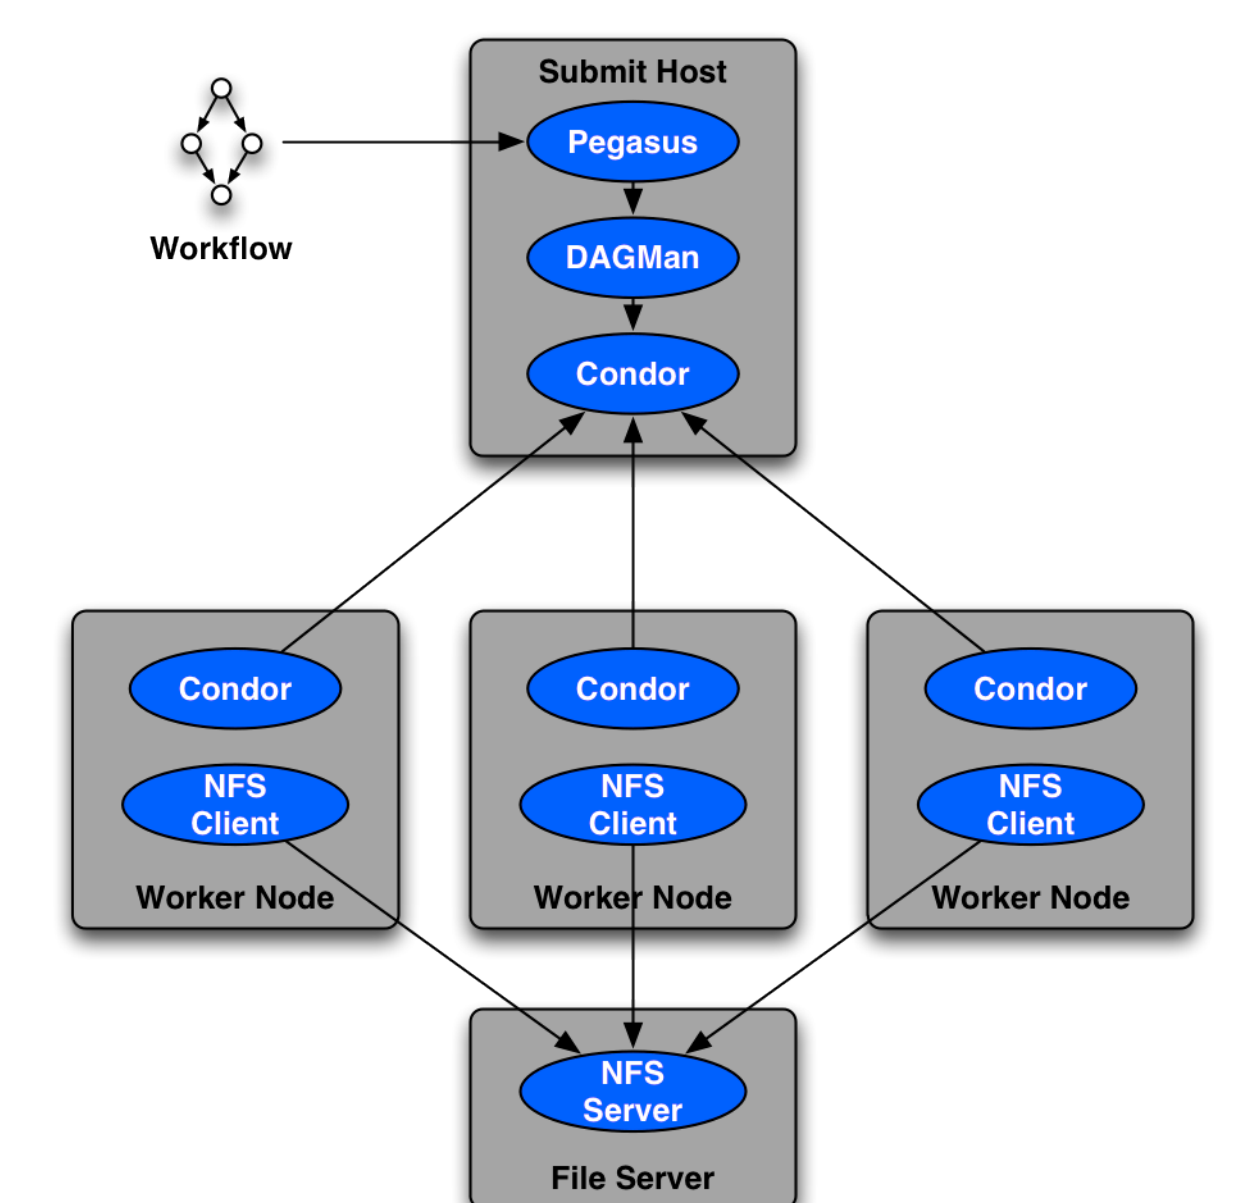 Submit Host
Pegasus
Workflow
DAGMan
Condor
Condor
Condor
Condor
NFS
Client
NFS
Client
NFS
Client
Worker Node
Worker Node
Worker Node
NFS
Server
File Server